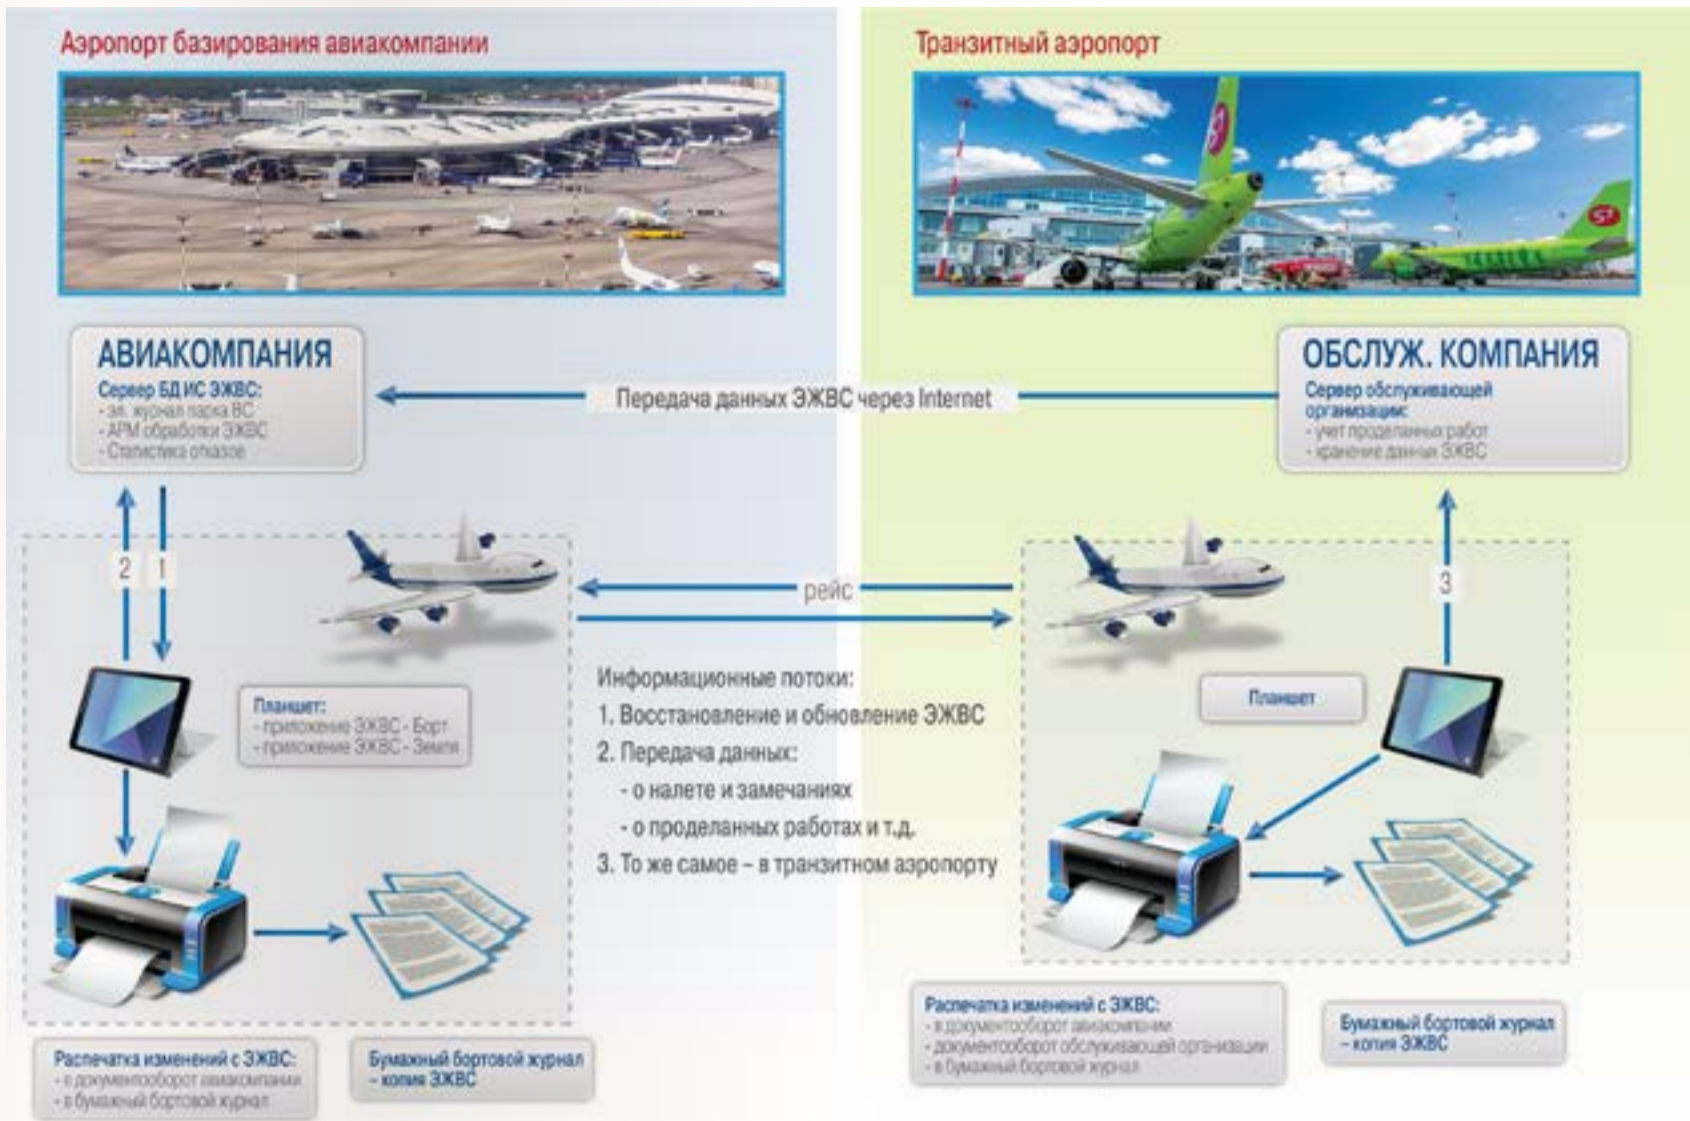 Аэропорт базирования авиакомпании
Транзитный аэропорт
S7
S7
АВИАКОМПАНИЯ
Сервер БД ИС ЭЖВС:
- эл. журнал парка ВС
- АРМ обработки ЭЖВС
- Статистика отказов
Передача данных ЭЖВС через Internet
ОБСЛУЖ. КОМПАНИЯ
Сервер обслуживающей
организации:
- учет проделанных работ
- хранение данных ЭЖВС
2
1
рейс
3
Планшет:
- приложение ЭЖВС - Борт
- приложение ЭЖВС - Земля
Информационные потоки:
1. Восстановление и обновление ЭЖВС
2. Передача данных:
- о налете и замечаниях
- о проделанных работах и т.д.
3. То же самое – в транзитном аэропорту
Планшет
Распечатка изменений с ЭЖВС:
- в документооборот авиакомпании
- в бумажный бортовой журнал
Бумажный бортовой журнал
– копия ЭЖВС
Распечатка изменений с ЭЖВС:
- в документооборот авиакомпании
- документооборот обслуживающей организации
- в бумажный бортовой журнал
Бумажный бортовой журнал
– копия ЭЖВС